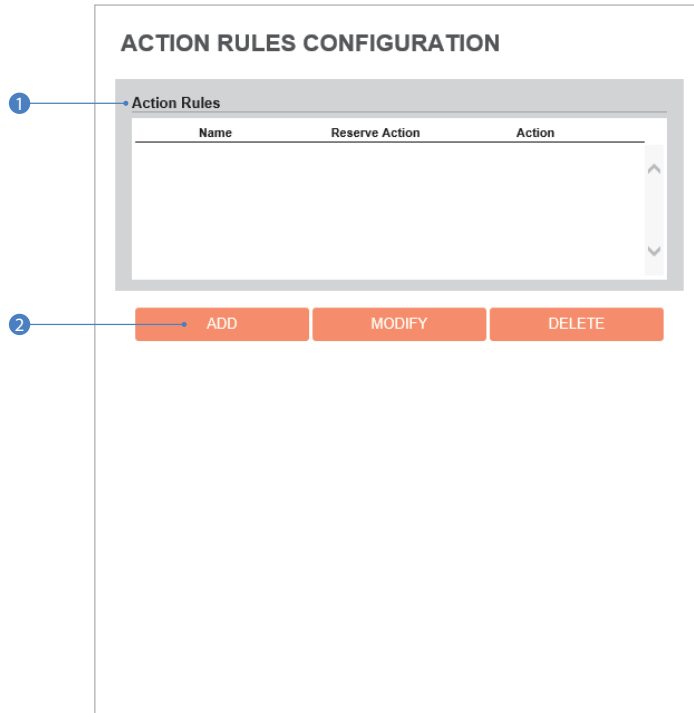 ACTION RULES CONFIGURATION
1
Action Rules
Name Reserve Action Action
2
ADD MODIFY DELETE